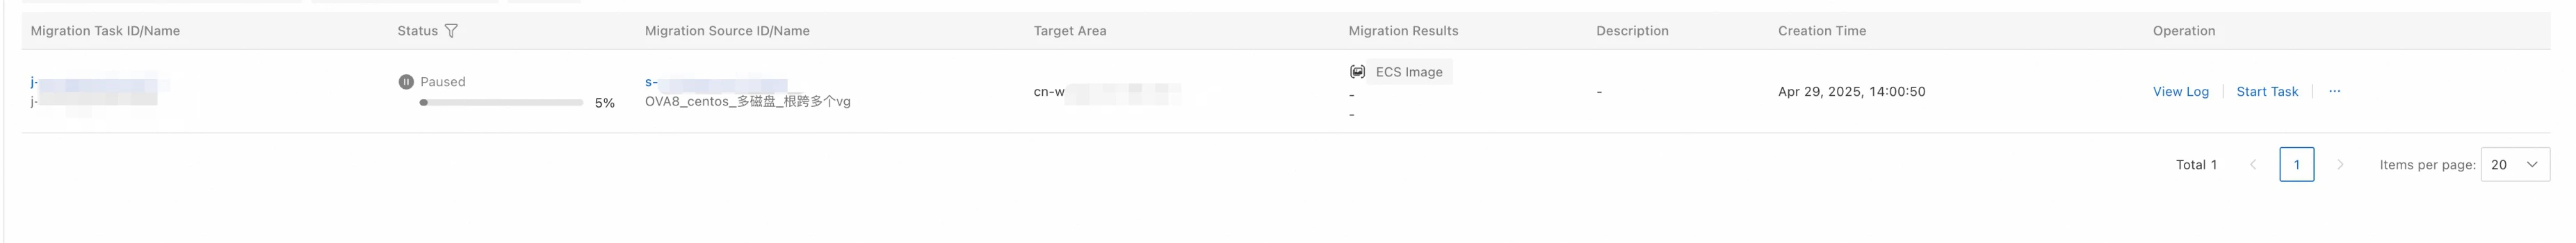 Migration Task ID/Name Status Migration Source ID/Name Target Area Migration Results Description Creation Time Operation
j-
j-
Paused
5%
s-
OVA8_centos_多磁盘_根跨多个vg
cn-w
ECS Image
-
-
-
Apr 29, 2025, 14:00:50
View Log Start Task ...
Total 1 < 1 > Items per page: 20